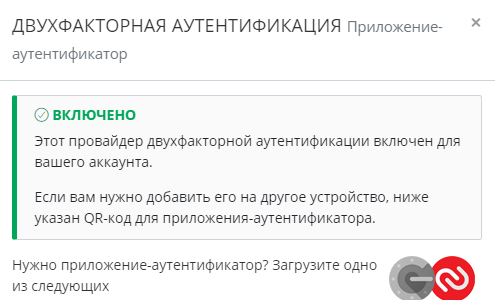 ДВУХФАКТОРНАЯ АУТЕНТИФИКАЦИЯ Приложение-
аутентификатор
ВКЛЮЧЕНО
Этот провайдер двухфакторной аутентификации включен для
вашего аккаунта.
Если вам нужно добавить его на другое устройство, ниже
указан QR-код для приложения-аутентификатора.
Нужно приложение-аутентификатор? Загрузите одно
из следующих